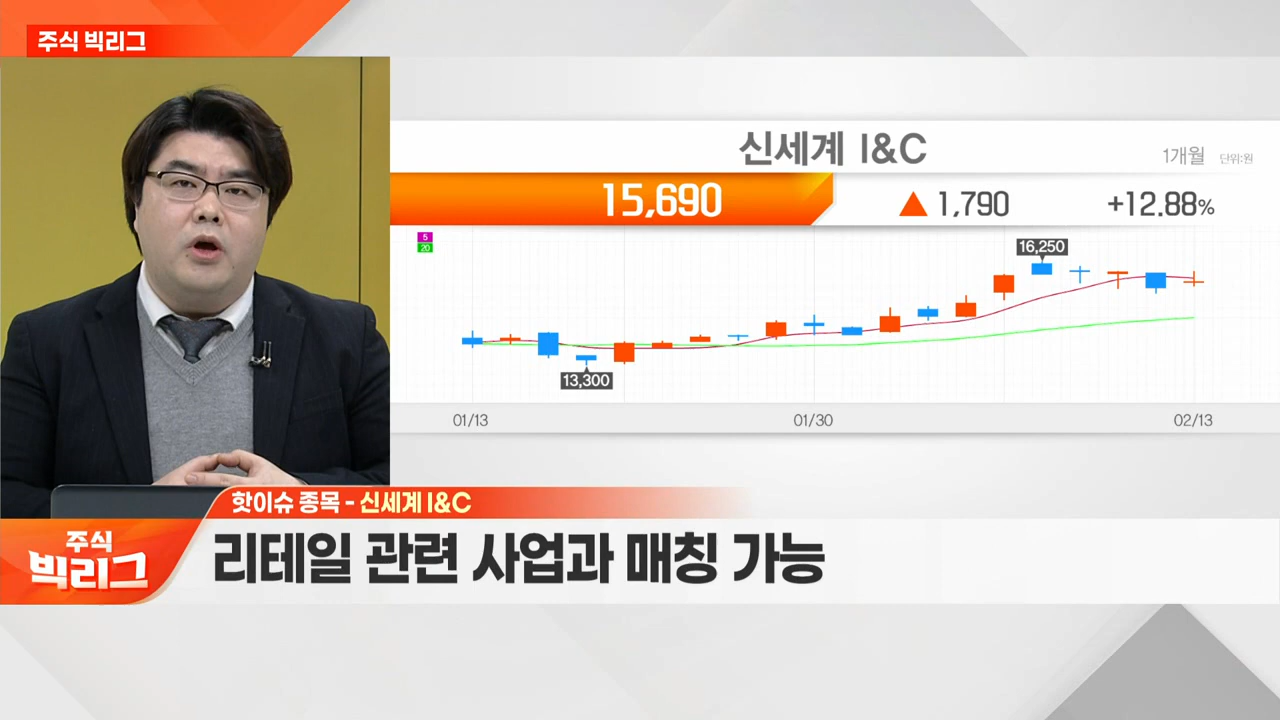 주식 빅리그
신세계 I&C
1개월 단위:원
15,690 ▲ 1,790 +12.88%
5
20
16,250
13,300
01/13 01/30 02/13
핫이슈 종목 - 신세계 I&C
주식
빅리그
리테일 관련 사업과 매칭 가능